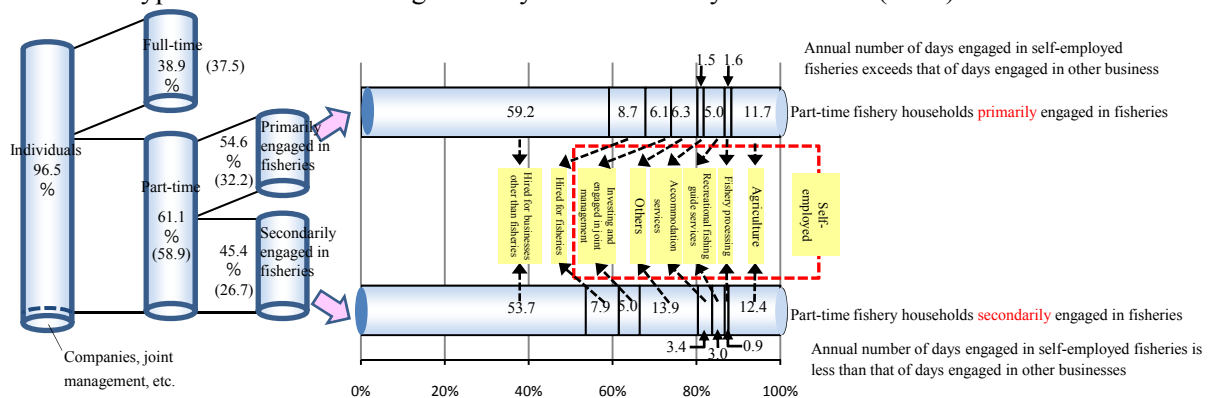 1.5 1.6
Annual number of days engaged in self-employed
fisheries exceeds that of days engaged in other business
Full-time
38.9
%
(37.5)
59.2 8.7 6.1 6.3 5.0 11.7
Part-time fishery households primarily engaged in fisheries
Individuals
96.5
%
Part-time
61.1
%
(58.9)
54.6
%
(32.2)
Primarily
engaged in
fisheries
45.4
%
(26.7)
Secondarily
engaged in
fisheries
Hired for businesses
other than fisheries
Hired for fisheries
Investing and
engaged in joint
management
Others
Accommodation
services
Recreational fishing
guide services
Fishery processing
Agriculture
Self-
employed
53.7 7.9 5.0 13.9 12.4
Part-time fishery households secondarily engaged in fisheries
3.4 3.0 0.9
Annual number of days engaged in self-employed fisheries is
less than that of days engaged in other businesses
Companies, joint
management, etc.
0% 20% 40% 60% 80% 100%